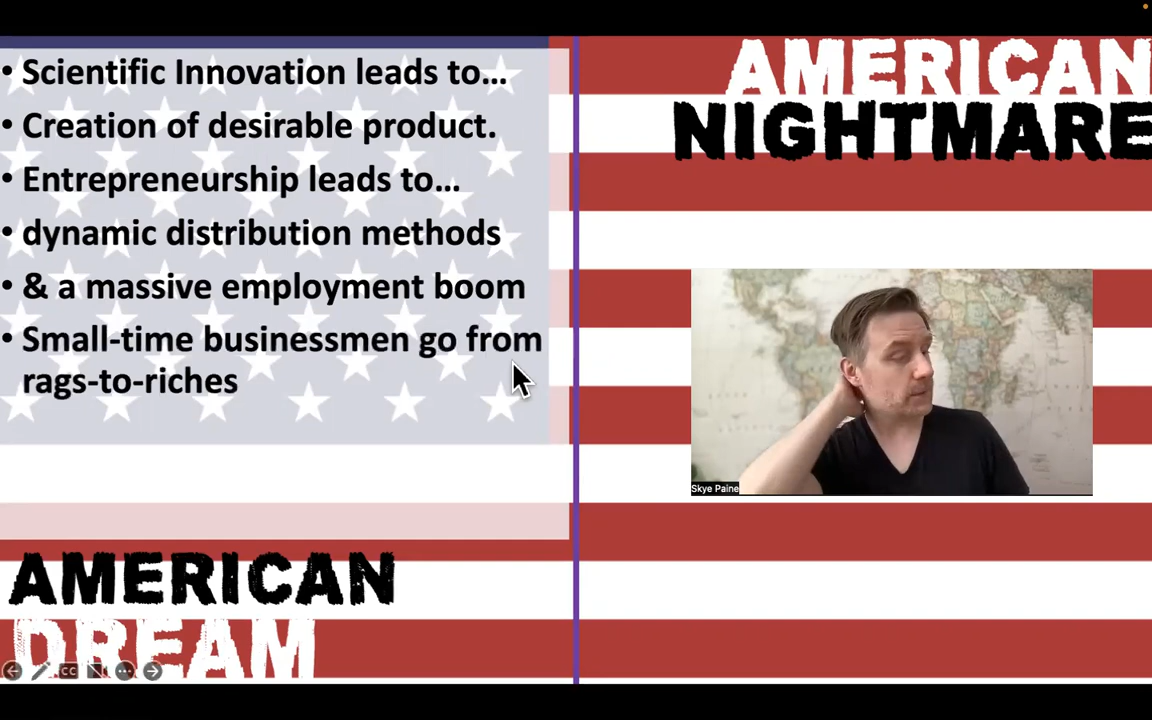 • Scientific Innovation leads to...
• Creation of desirable product.
• Entrepreneurship leads to...
• dynamic distribution methods
• & a massive employment boom
• Small-time businessmen go from
rags-to-riches
AMERICAN
DREAM
AMERICAN
NIGHTMARE
Skye Paine
CC